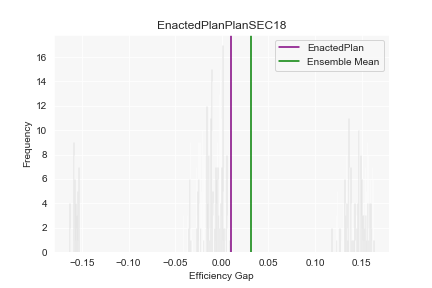 EnactedPlanPlanSEC18
EnactedPlan
Ensemble Mean
Frequency
16
14
12
10
8
6
4
2
0
−0.15 −0.10 −0.05 0.00 0.05 0.10 0.15
Efficiency Gap